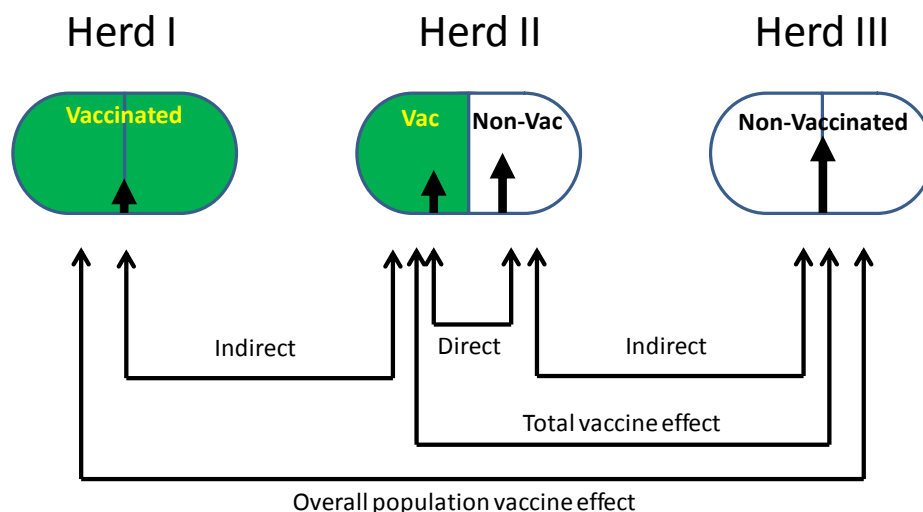 Herd I
Herd II
Herd III
Vaccinated
Vac
Non-Vac
Non-Vaccinated
Indirect
Direct
Indirect
Total vaccine effect
Overall population vaccine effect